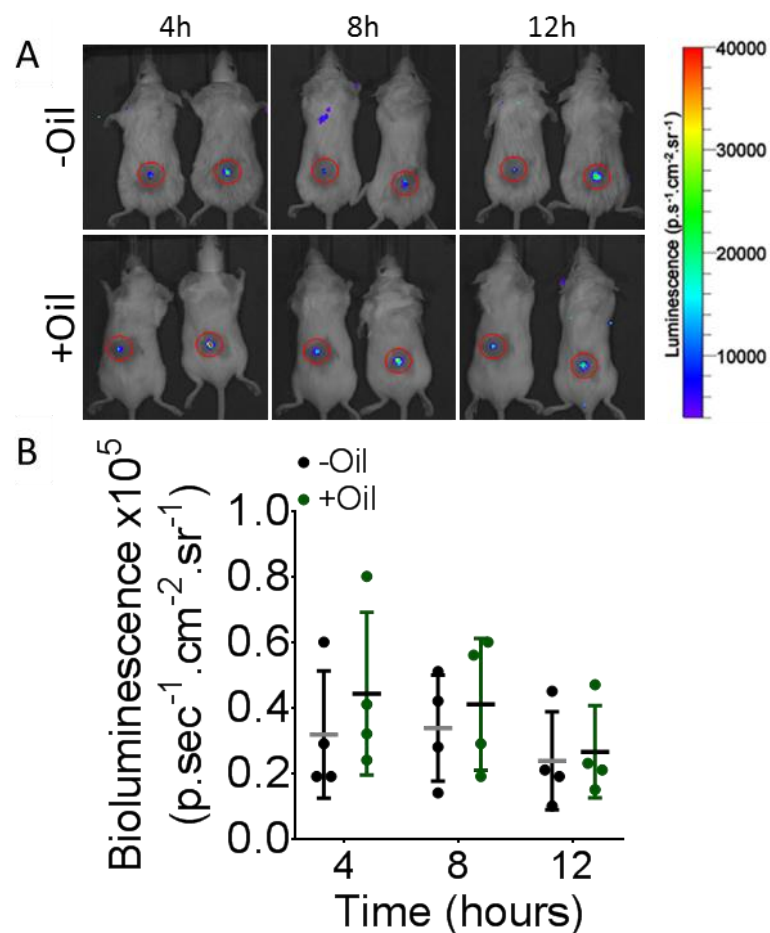 A
4h 8h 12h
-Oil
+Oil
40000
30000
20000
10000
Luminescence (p.s⁻¹.cm⁻².sr⁻¹)
B
-Oil
+Oil
Bioluminescence x10⁵
(p.sec⁻¹.cm⁻².sr⁻¹)
1.0
0.8
0.6
0.4
0.2
0.0
4 8 12
Time (hours)